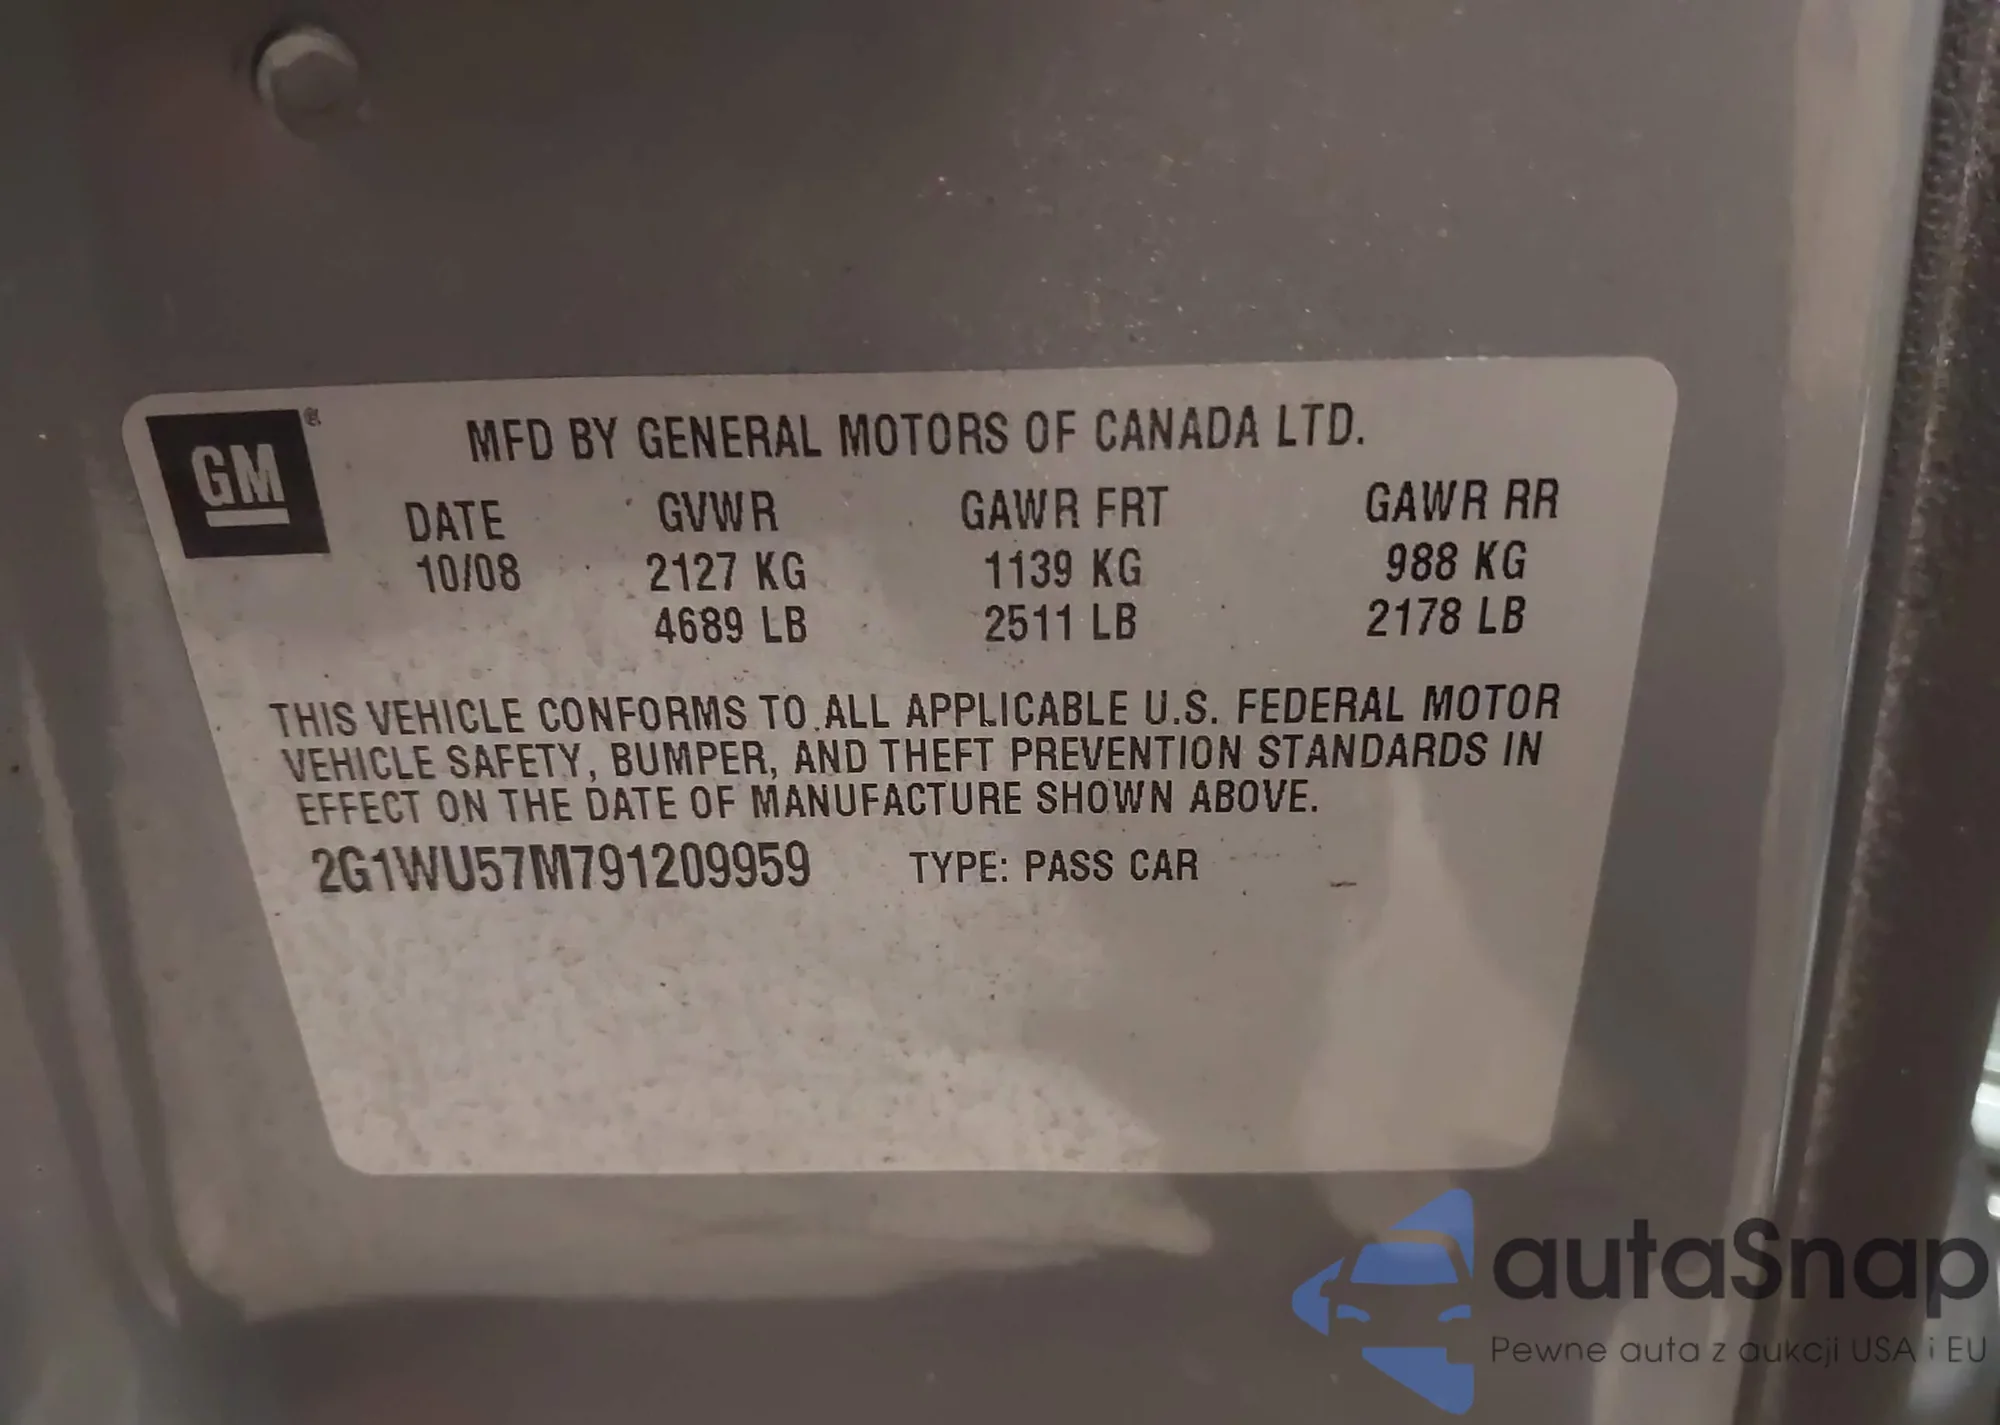 GM®
MFD BY GENERAL MOTORS OF CANADA LTD.
DATE GVWR GAWR FRT GAWR RR
10/08 2127 KG 1139 KG 988 KG
4689 LB 2511 LB 2178 LB
THIS VEHICLE CONFORMS TO ALL APPLICABLE U.S. FEDERAL MOTOR
VEHICLE SAFETY, BUMPER, AND THEFT PREVENTION STANDARDS IN
EFFECT ON THE DATE OF MANUFACTURE SHOWN ABOVE.
2G1WU57M791209959 TYPE: PASS CAR
autaSnap
Pewne auta z aukcji USA i EU